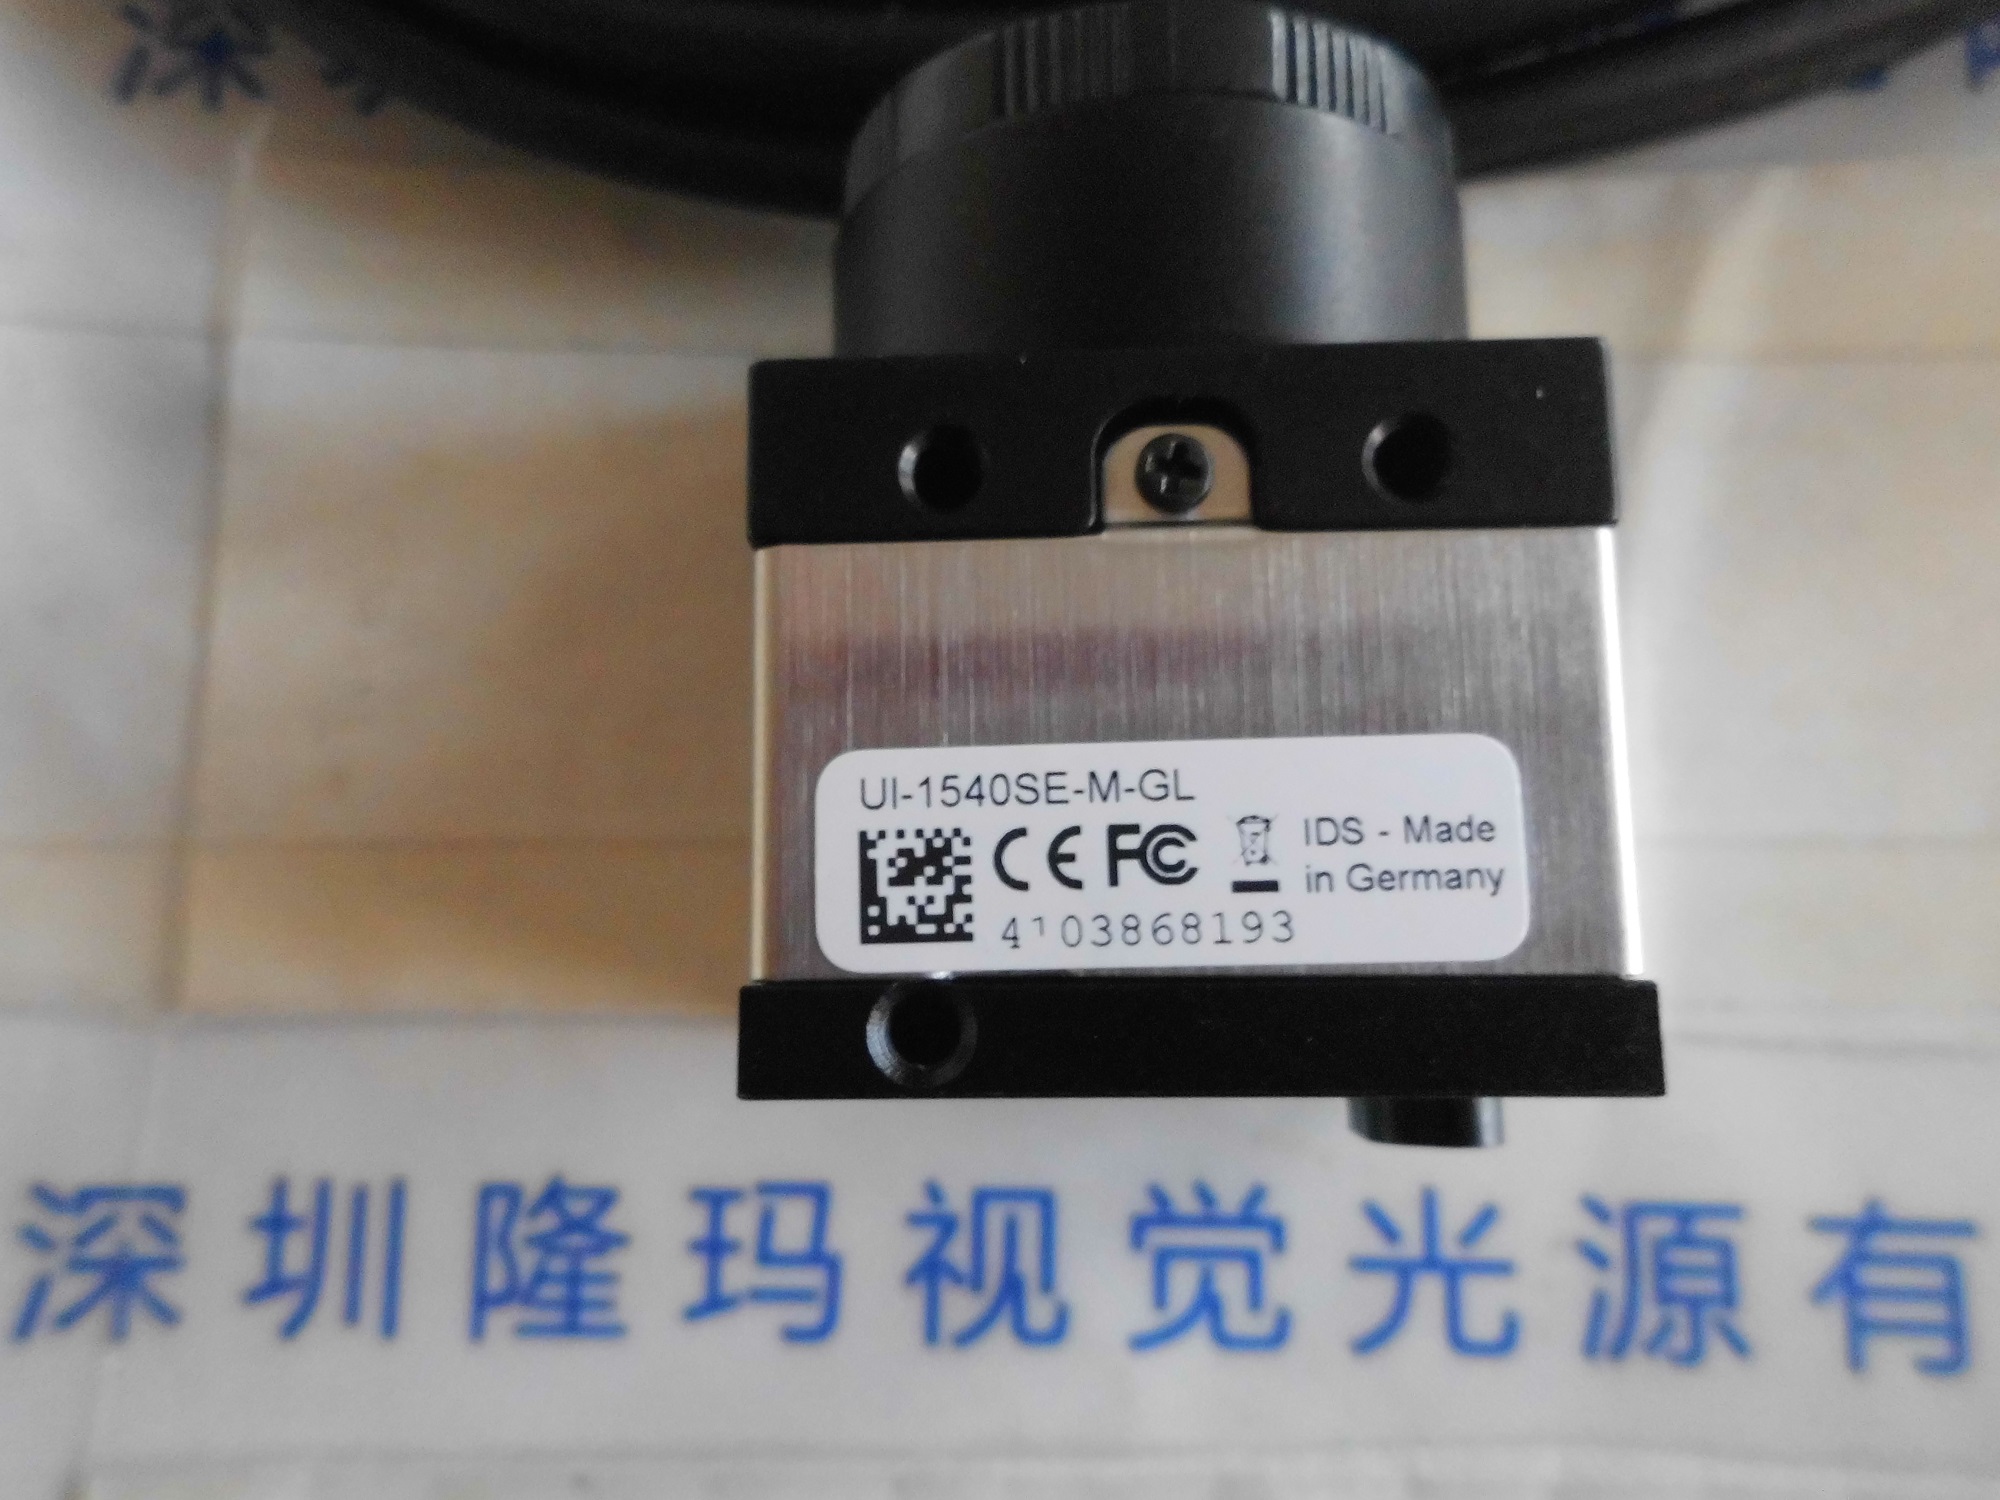 深
UI-1540SE-M-GL
CE FC
IDS - Made
in Germany
4103868193
深圳隆玛视觉光源有